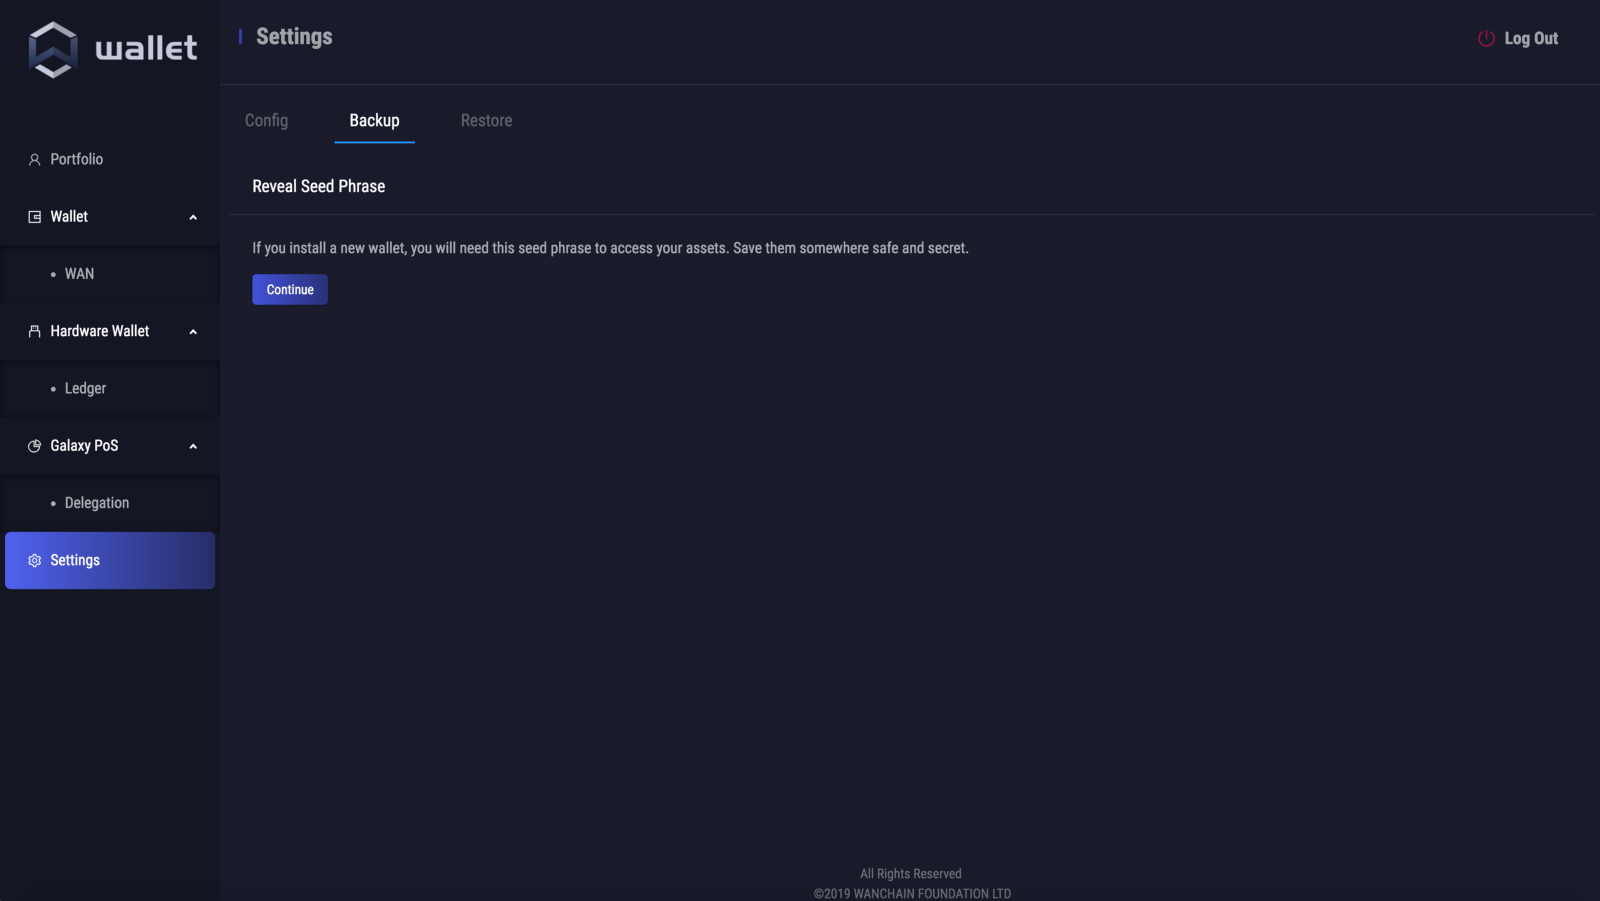 wallet
Settings
Log Out
Config
Backup
Restore
Portfolio
Reveal Seed Phrase
Wallet
If you install a new wallet, you will need this seed phrase to access your assets. Save them somewhere safe and secret.
WAN
Continue
Hardware Wallet
Ledger
Galaxy PoS
Delegation
Settings
All Rights Reserved
©2019 WANCHAIN FOUNDATION LTD